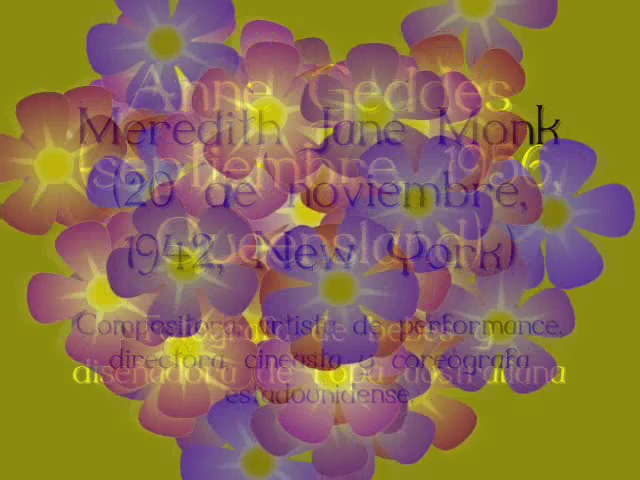 Anne Geddes
Meredith Jane Monk
(20 de noviembre,
1942, New York)
Queensland)
Compositora, artista de performance,
directora, cineasta y coreógrafa
diseñadora de ropa australiana
estadounidense